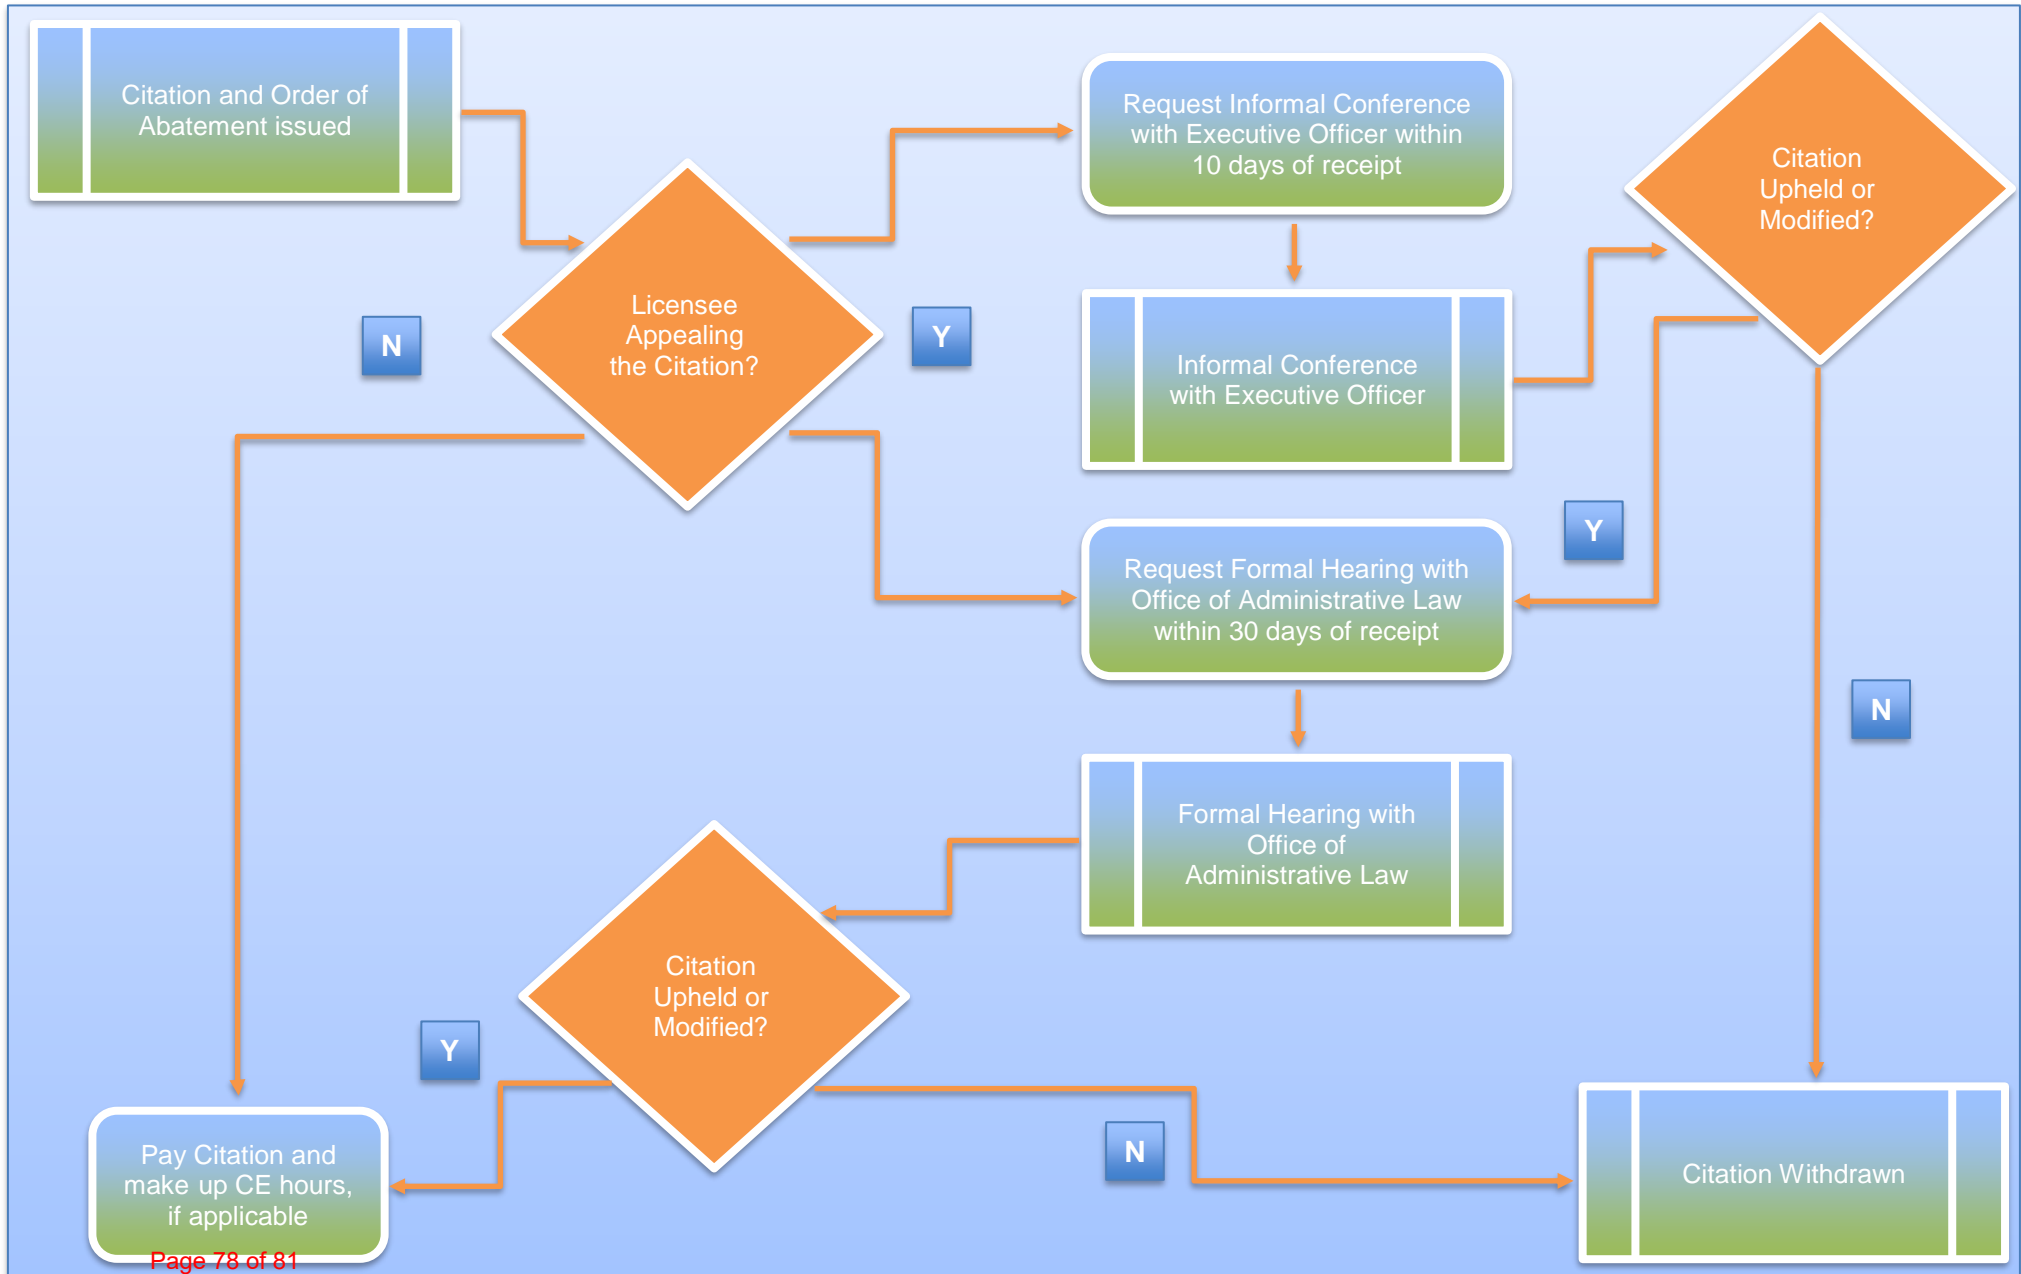 Citation and Order of
Abatement issued
Request Informal Conference
with Executive Officer within
10 days of receipt
Citation
Upheld or
Modified?
Licensee
Appealing
the Citation?
N
Y
Informal Conference
with Executive Officer
Y
Request Formal Hearing with
Office of Administrative Law
within 30 days of receipt
N
Formal Hearing with
Office of
Administrative Law
Citation
Upheld or
Modified?
Y
N
Pay Citation and
make up CE hours,
if applicable
Citation Withdrawn
Page 78 of 81